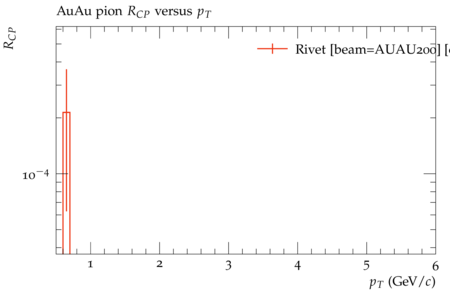 AuAu pion R_CP versus p_T
R_CP
Rivet [beam=AUAU200] [
10^−4
1 2 3 4 5 6
p_T (GeV/c)